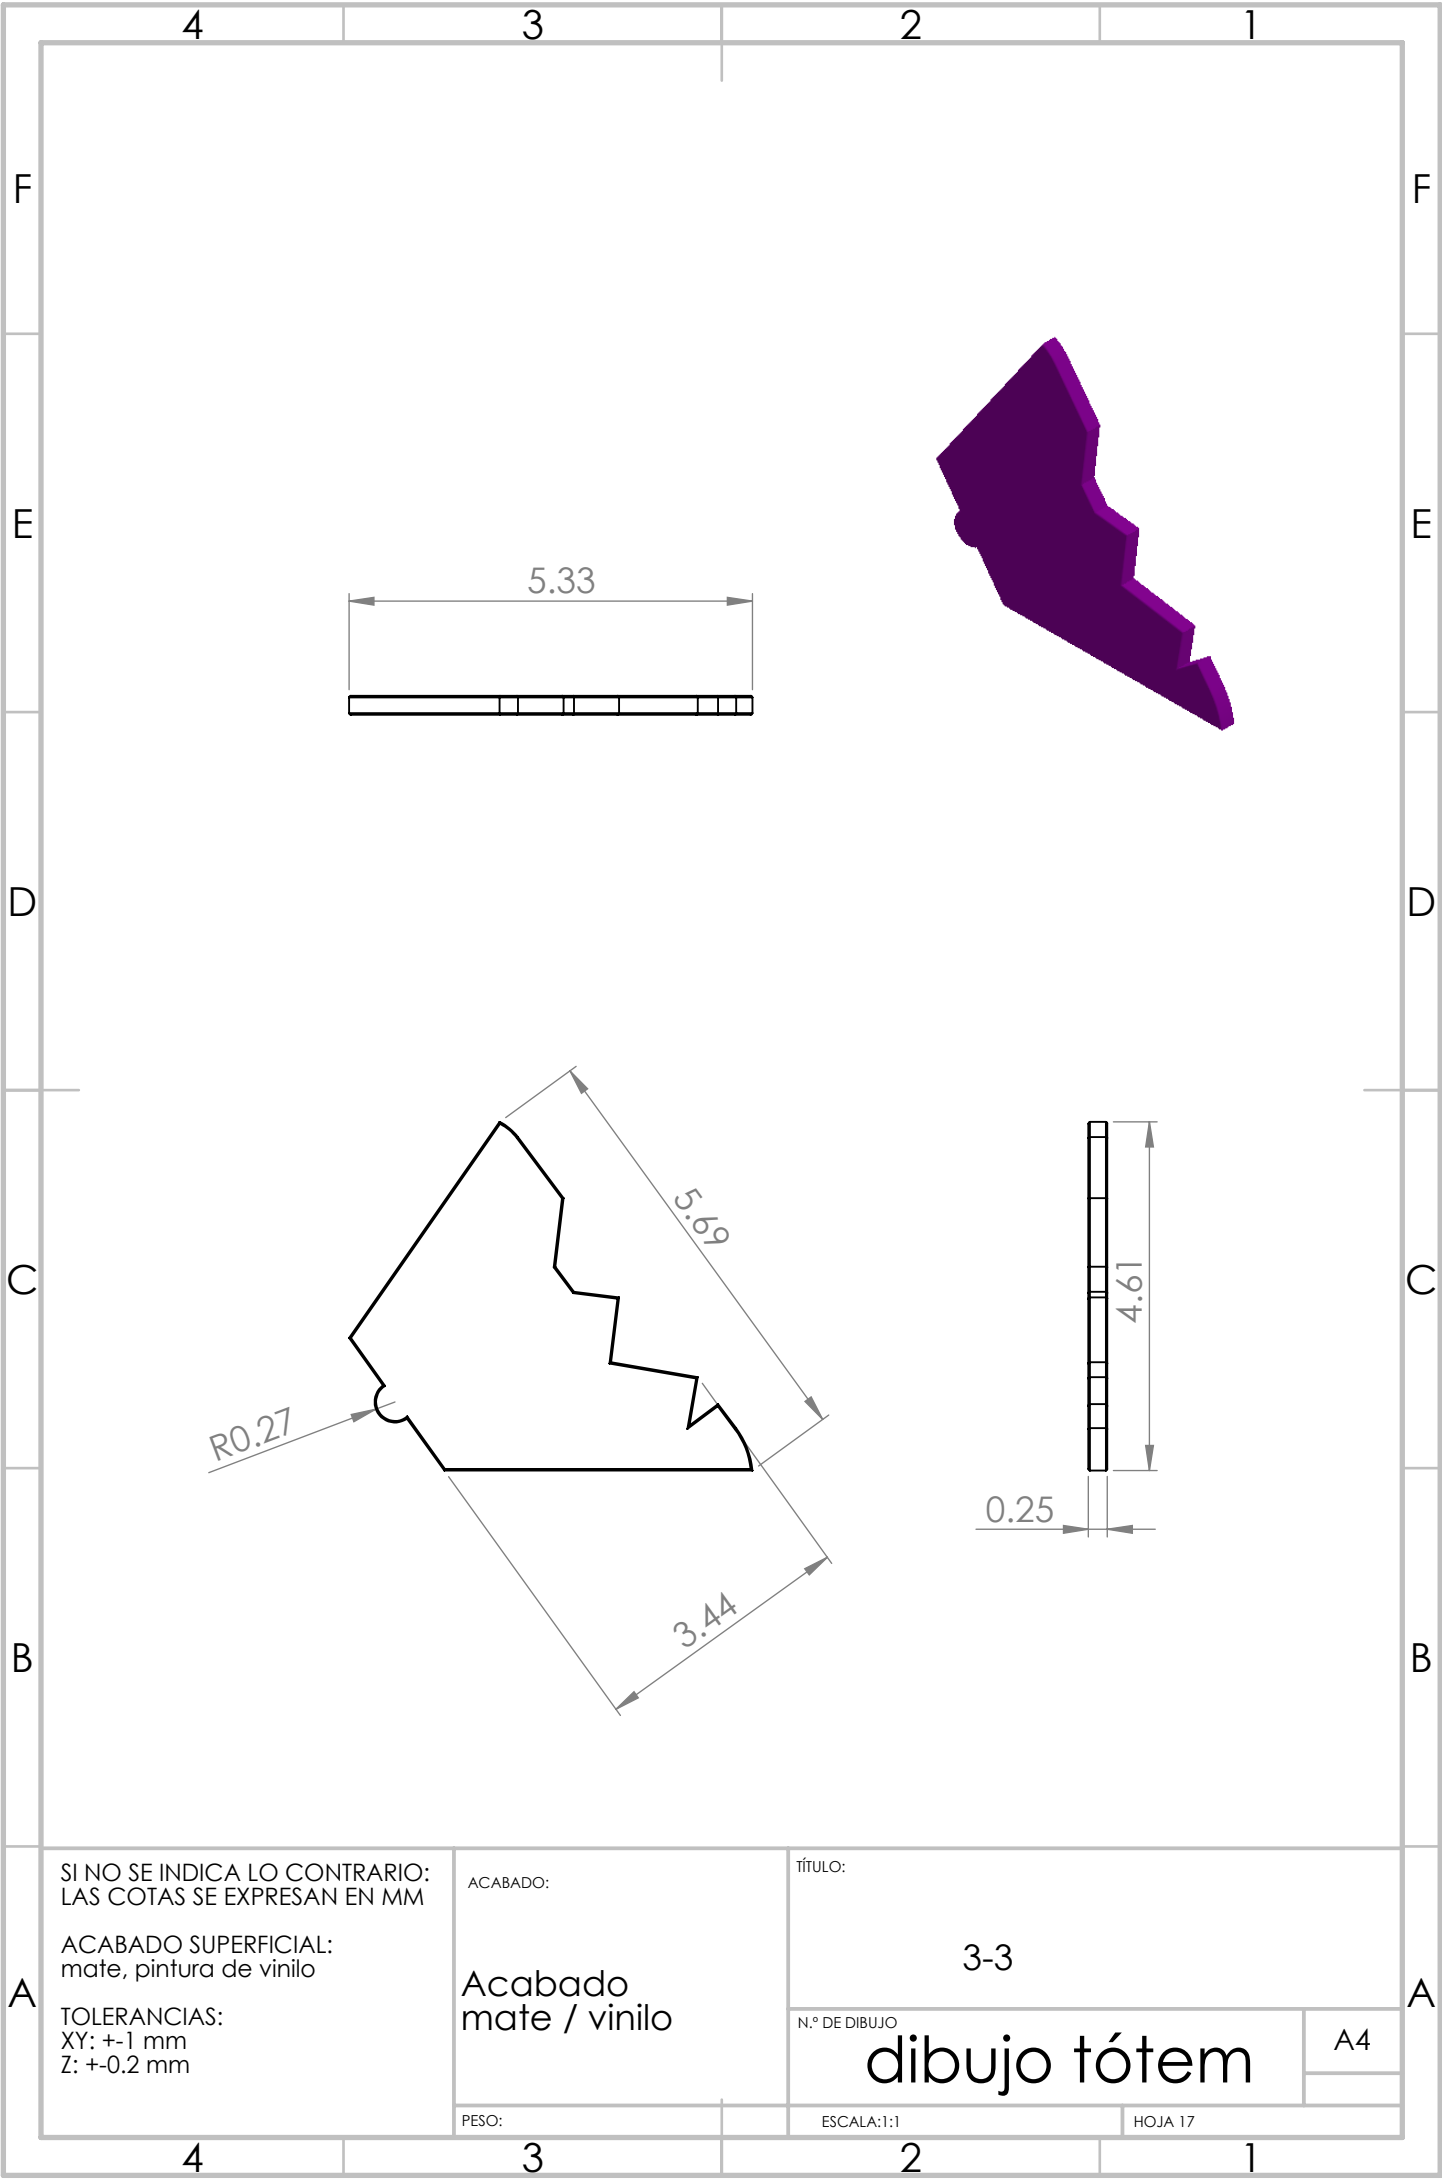 4 3 2 1
F F
E E
D D
C C
B B
A A
5.33
5.69
4.61
R0.27
0.25
3.44
SI NO SE INDICA LO CONTRARIO:
LAS COTAS SE EXPRESAN EN MM
ACABADO SUPERFICIAL:
mate, pintura de vinilo
TOLERANCIAS:
XY: +-1 mm
Z: +-0.2 mm
ACABADO:
Acabado
mate / vinilo
PESO:
TÍTULO:
3-3
N.º DE DIBUJO
dibujo tótem
A4
ESCALA:1:1
HOJA 17
4 3 2 1